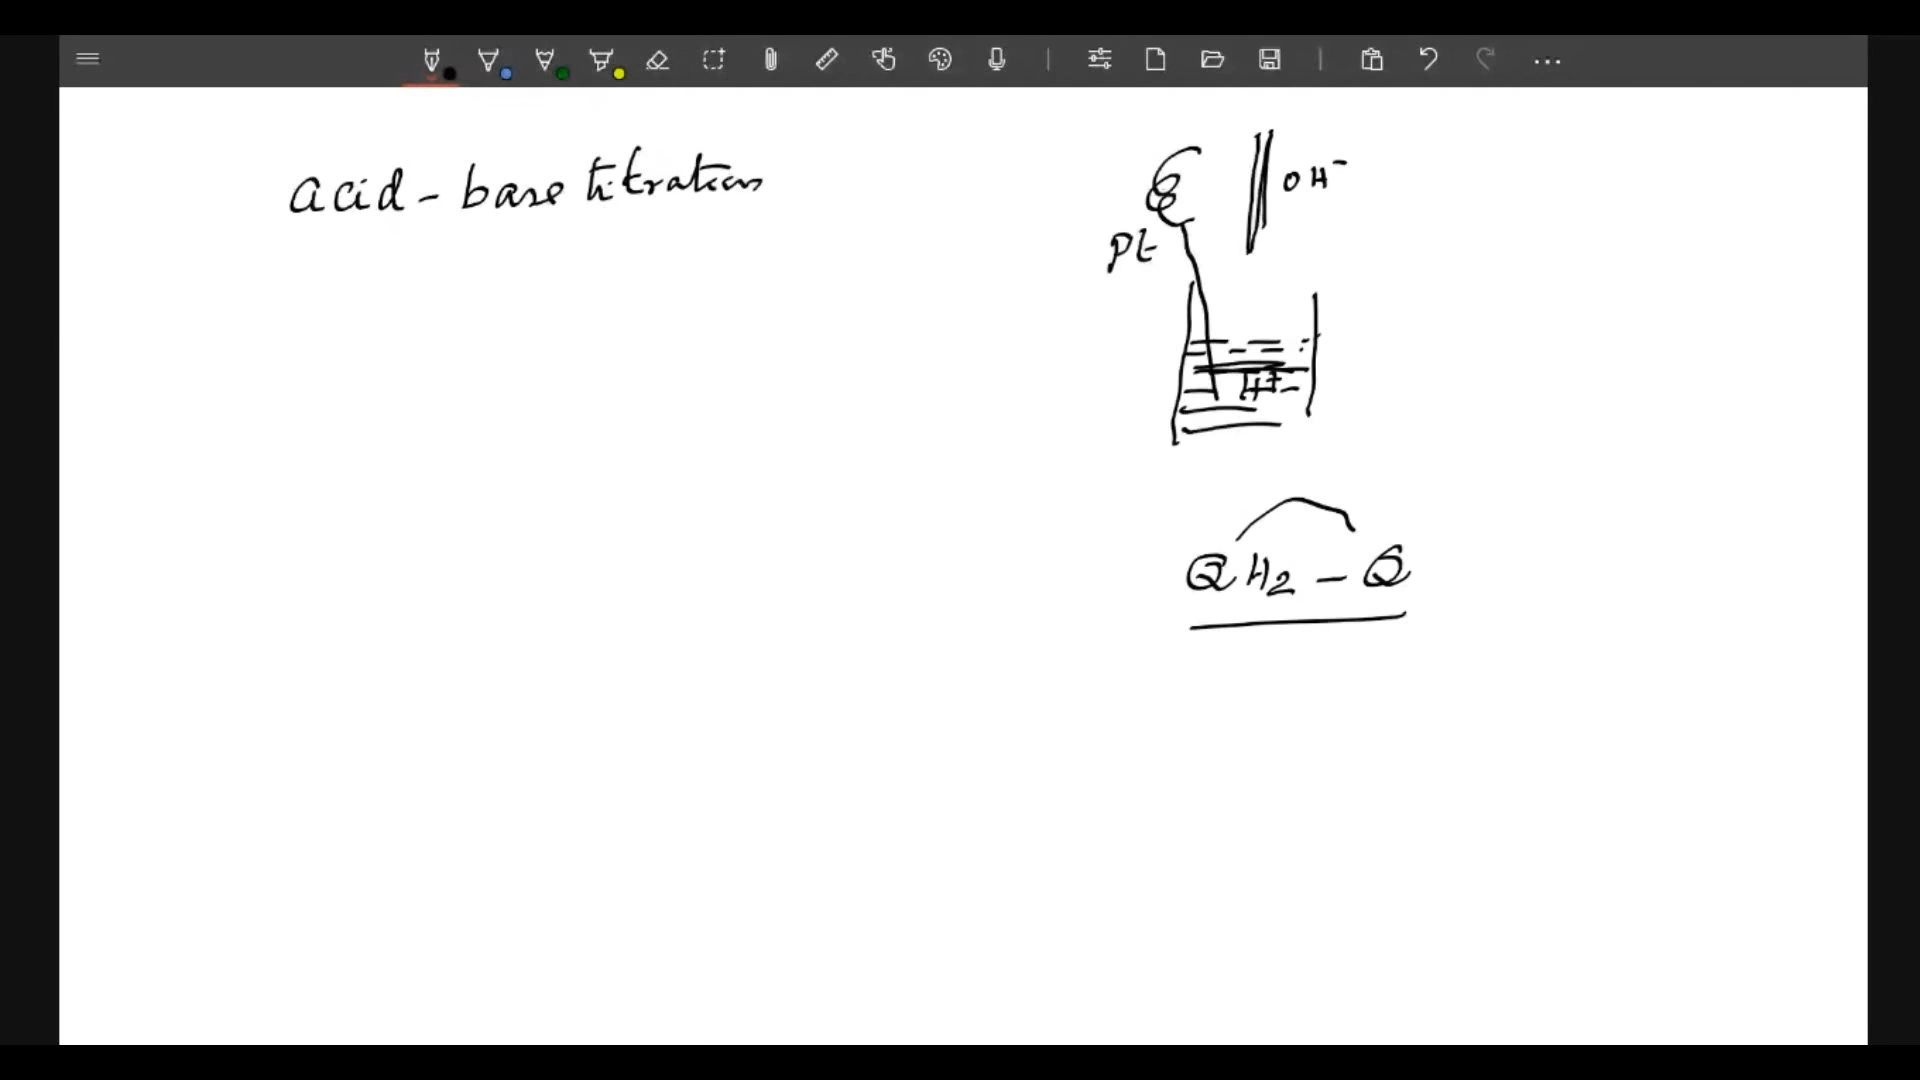 acid - base titration
OH⁻
Pt
H⁺
QH₂ - Q